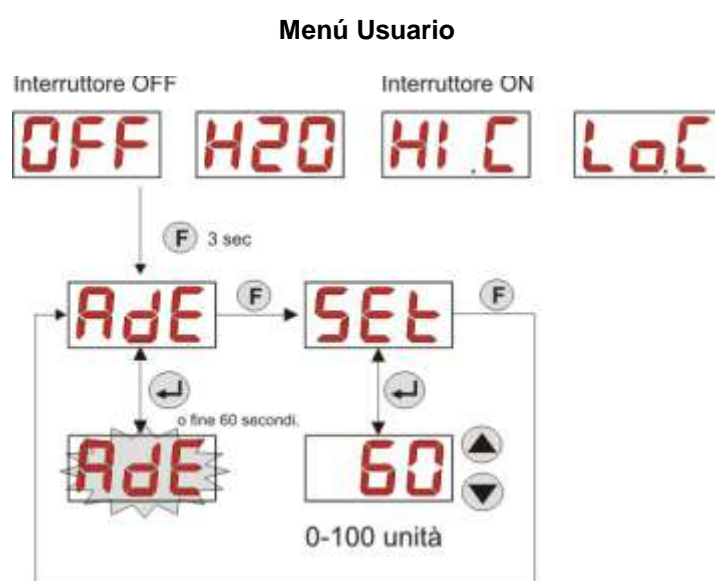 Menú Usuario
Interruttore OFF Interruttore ON
OFF H2O HI.C Lo.C
F 3 sec
AdE F SEt F
o fine 60 secondi.
AdE 60
0-100 unità